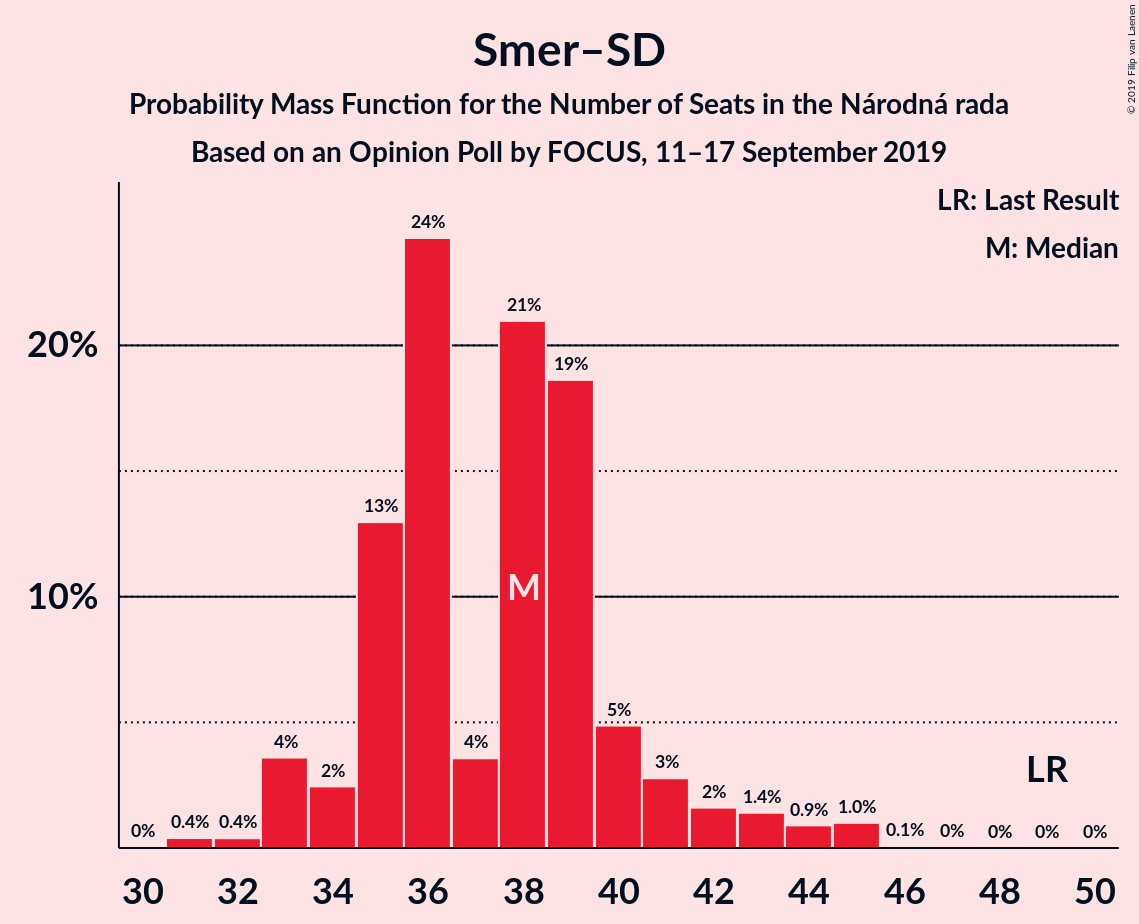 Smer–SD
Probability Mass Function for the Number of Seats in the Národná rada
Based on an Opinion Poll by FOCUS, 11–17 September 2019
© 2019 Filip van Laenen
LR: Last Result
M: Median
20%
10%
0%
0.4%
0.4%
4%
2%
13%
24%
4%
21%
19%
5%
3%
2%
1.4%
0.9%
1.0%
0.1%
0%
0%
0%
0%
M
LR
30 32 34 36 38 40 42 44 46 48 50